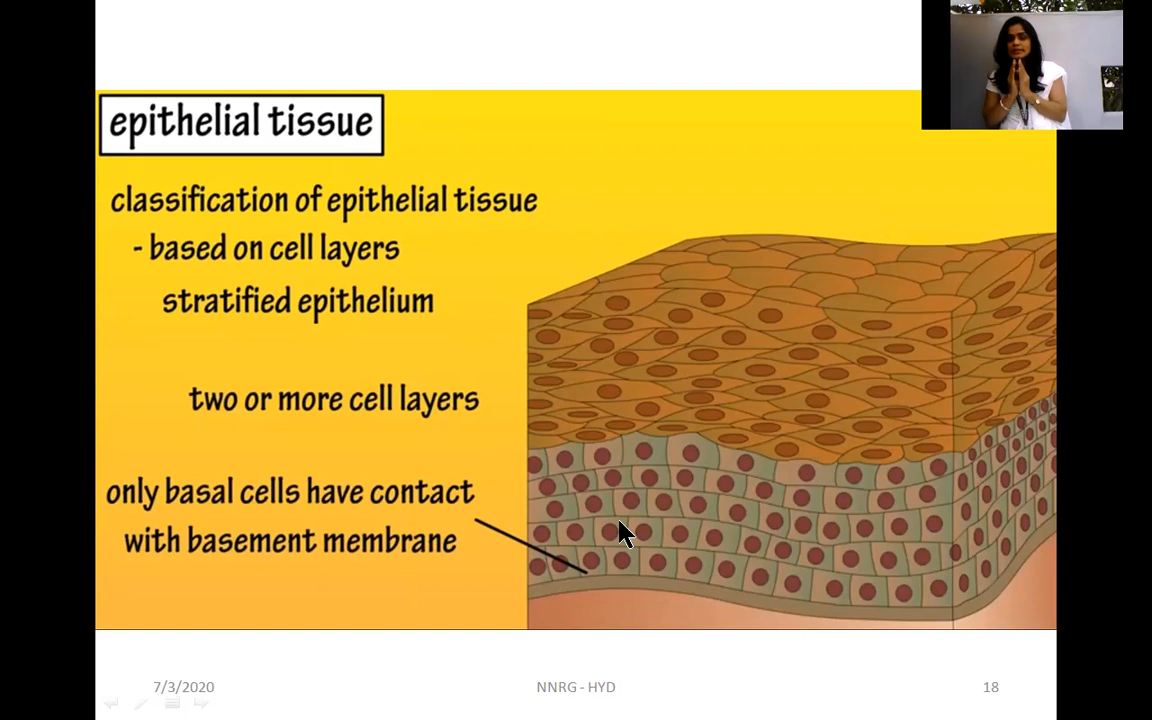 epithelial tissue
classification of epithelial tissue
- based on cell layers
stratified epithelium
two or more cell layers
only basal cells have contact
with basement membrane
7/3/2020
NNRG - HYD
18